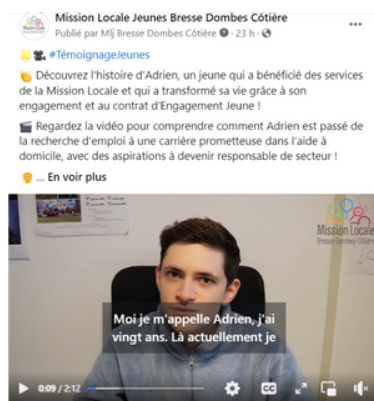 Mission Locale Jeunes Bresse Dombes Côtière
Publié par Mlj Bresse Dombes Côtière · 23 h ·
#TémoignageJeunes
Découvrez l'histoire d'Adrien, un jeune qui a bénéficié des services
de la Mission Locale et qui a transformé sa vie grâce à son
engagement et au contrat d'Engagement Jeune !
Regardez la vidéo pour comprendre comment Adrien est passé de
la recherche d'emploi à une carrière prometteuse dans l'aide à
domicile, avec des aspirations à devenir responsable de secteur !
... En voir plus
Mission Locale
Bresse Dombes Côtière
Moi je m'appelle Adrien, j'ai
vingt ans. Là actuellement je
0:09 / 2:12
CC